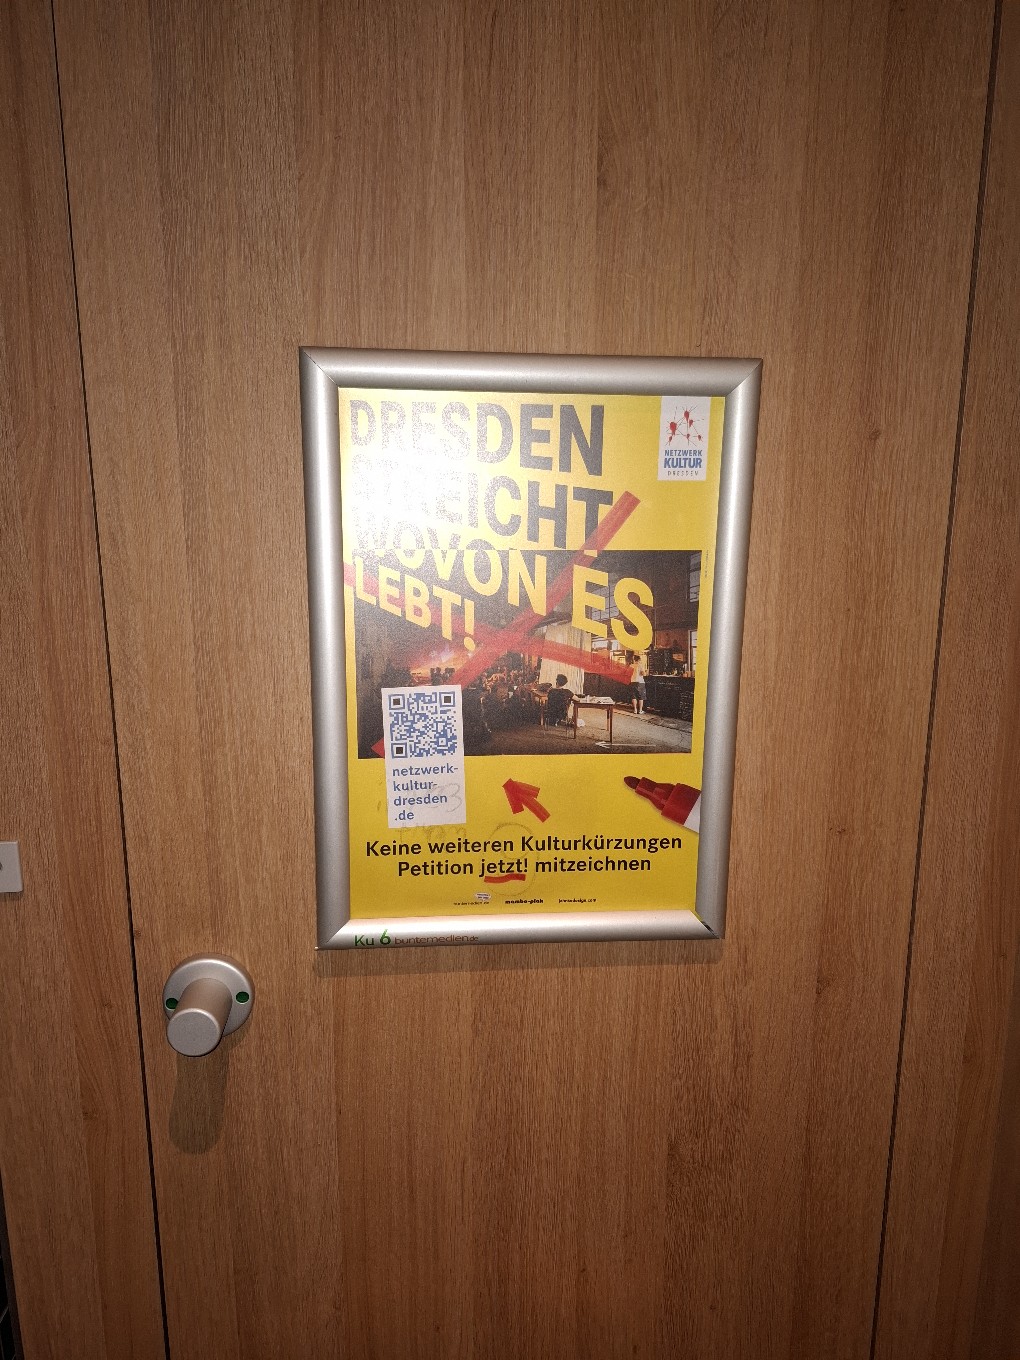 DRESDEN
STREICHT
WOVON ES
LEBT!
NETZWERK
KULTUR
DRESDEN
netzwerk-
kultur-
dresden
.de
Keine weiteren Kulturkürzungen
Petition jetzt! mitzeichnen
Ku 6 buntemedien.de